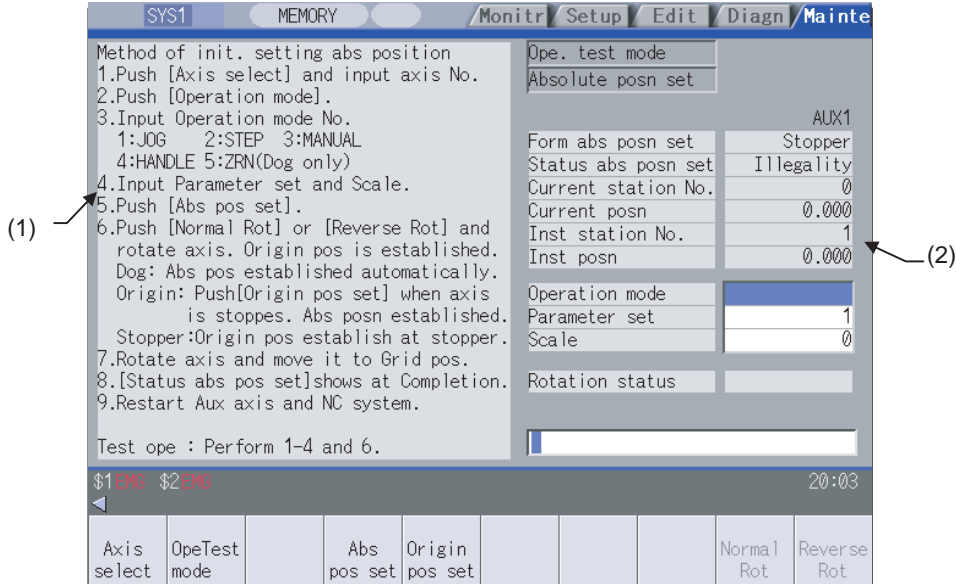 SYS1 MEMORY Monitr Setup Edit Diagn Mainte
Method of init. setting abs position
1.Push [Axis select] and input axis No.
2.Push [Operation mode].
3.Input Operation mode No.
1:JOG 2:STEP 3:MANUAL
4:HANDLE 5:ZRN(Dog only)
4.Input Parameter set and Scale.
5.Push [Abs pos set].
6.Push [Normal Rot] or [Reverse Rot] and
rotate axis. Origin pos is established.
Dog: Abs pos established automatically.
Origin: Push[Origin pos set] when axis
is stoppes. Abs posn established.
Stopper:Origin pos establish at stopper.
7.Rotate axis and move it to Grid pos.
8.[Status abs pos set]shows at Completion.
9.Restart Aux axis and NC system.
Test ope : Perform 1-4 and 6.
(1)
Ope. test mode
Absolute posn set
AUX1
Form abs posn set Stopper
Status abs posn set Illegality
Current station No. 0
Current posn 0.000
Inst station No. 1
Inst posn 0.000
(2)
Operation mode
Parameter set 1
Scale 0
Rotation status
$1EMG $2EMG 20:03
Axis select
OpeTest mode
Abs pos set
Origin pos set
Normal Rot
Reverse Rot